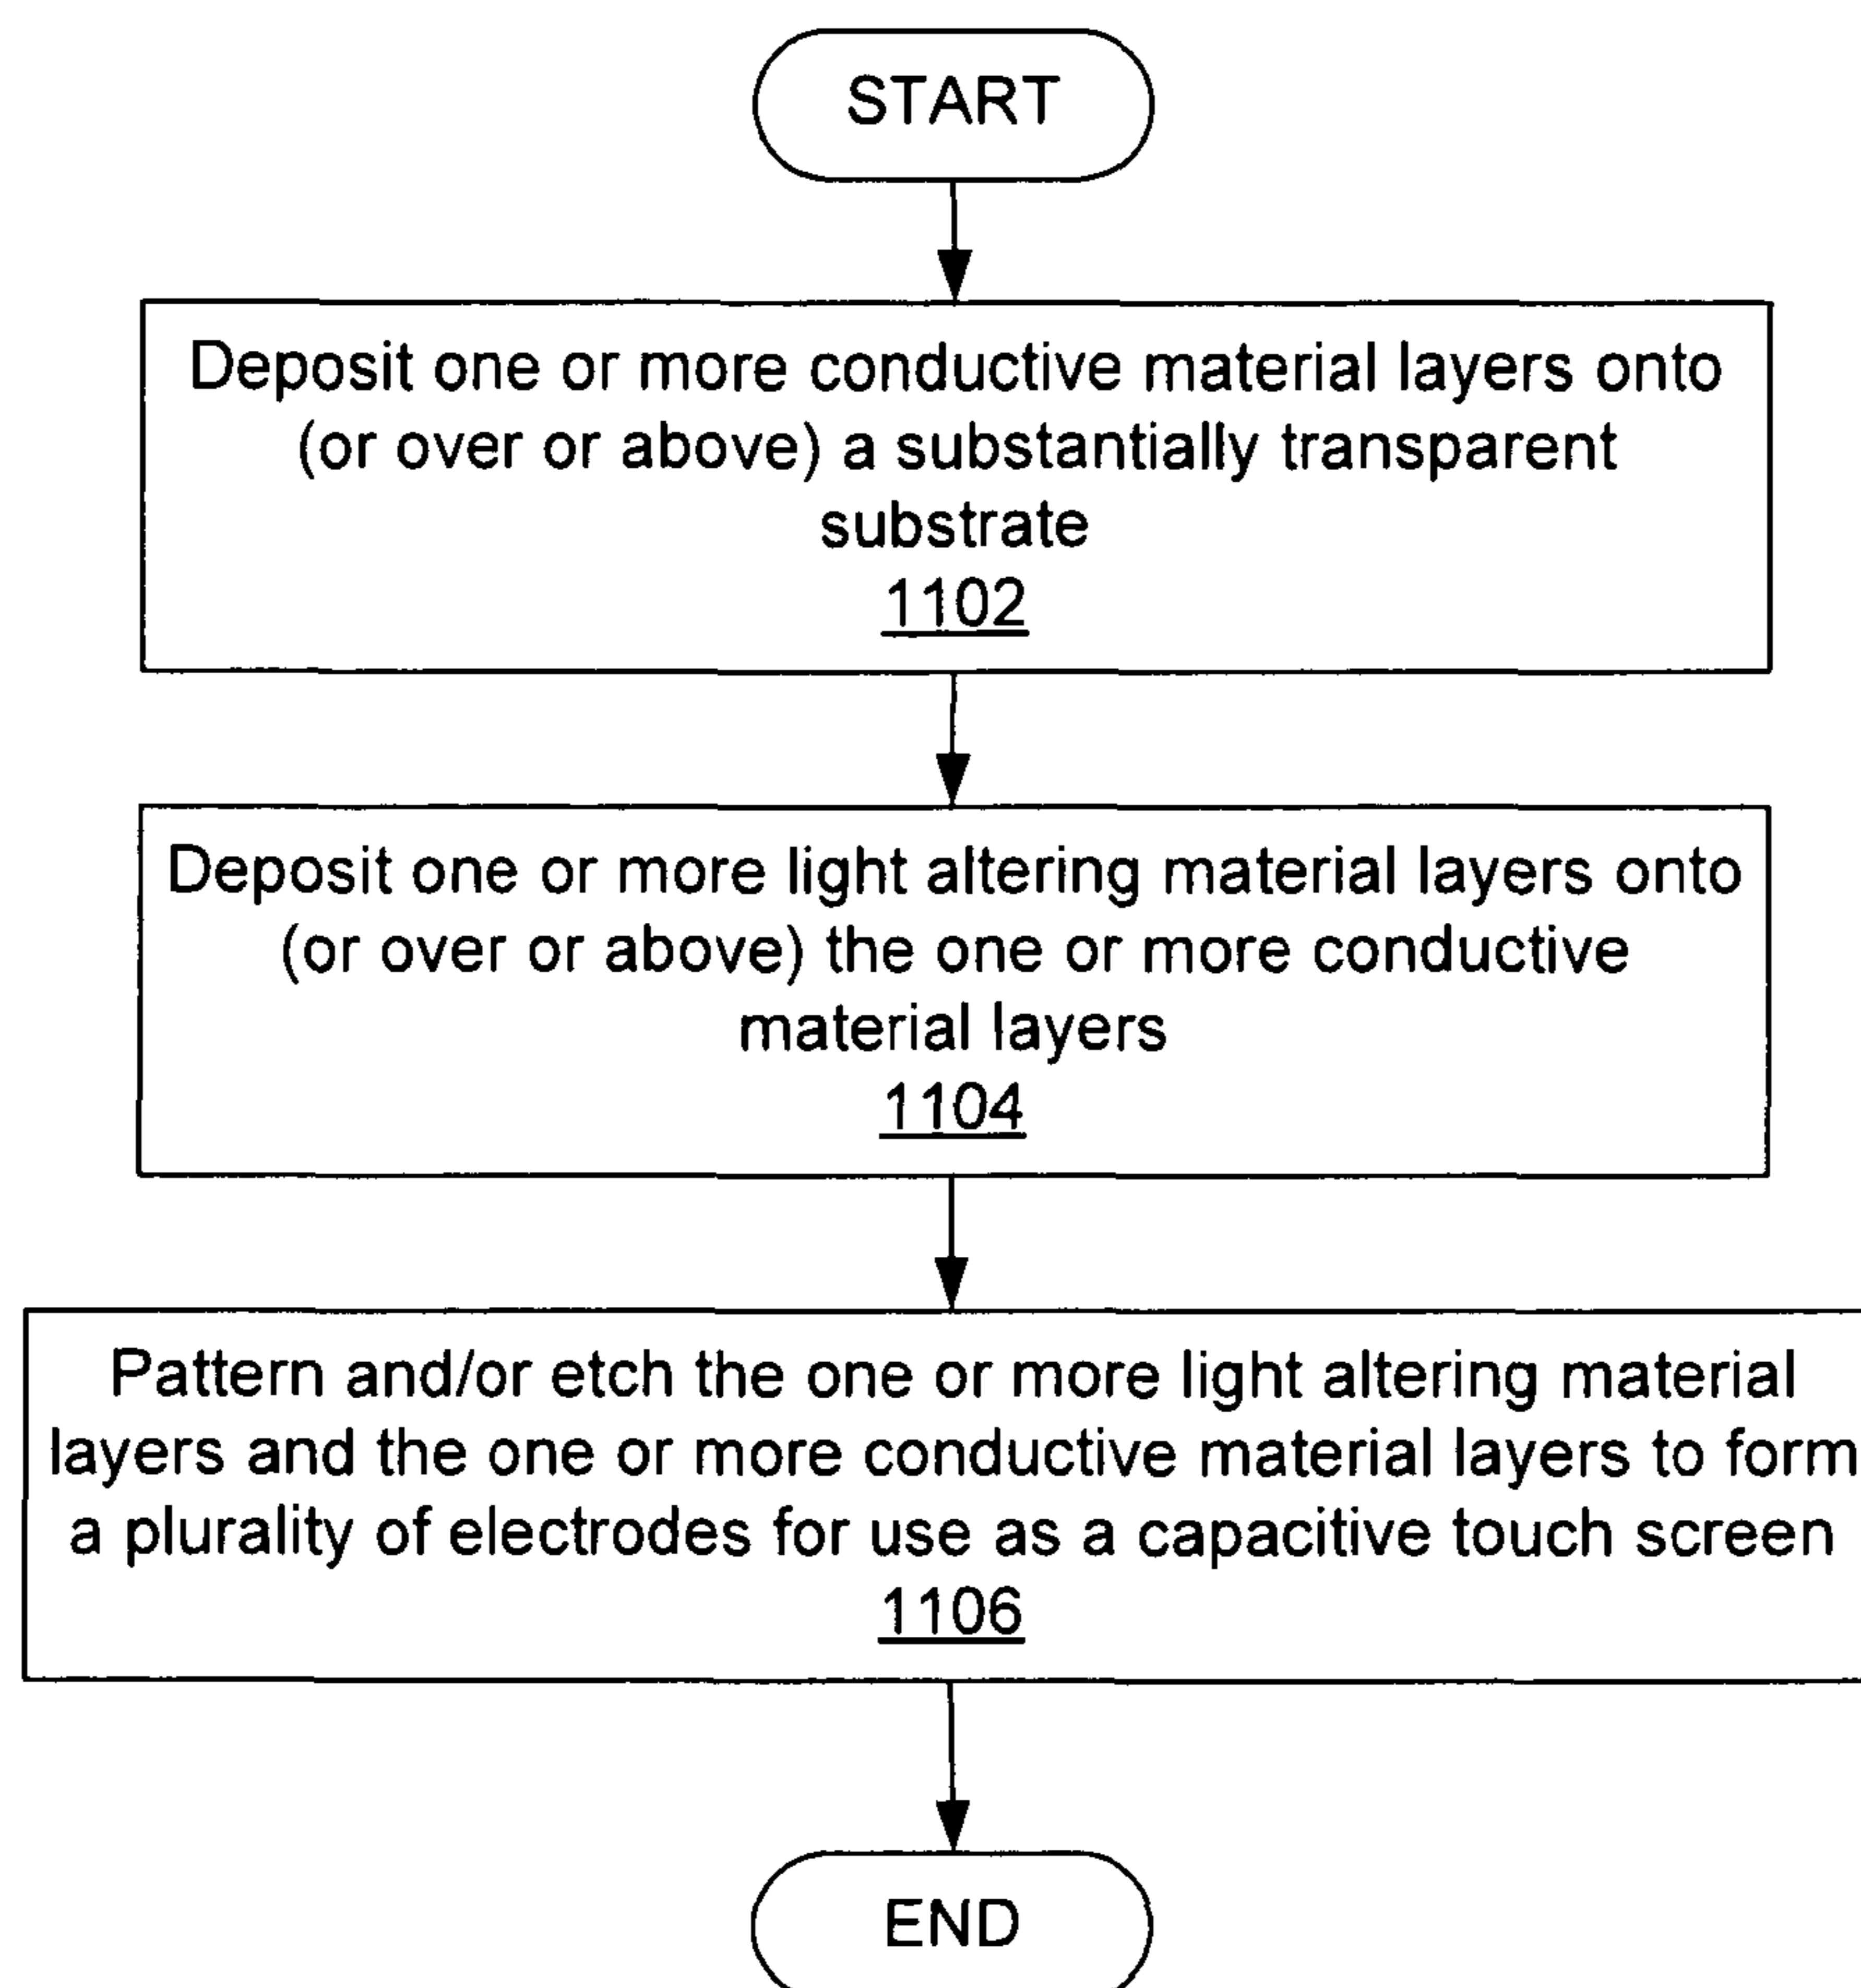 START
Deposit one or more conductive material layers onto
(or over or above) a substantially transparent
substrate
1102
Deposit one or more light altering material layers onto
(or over or above) the one or more conductive
material layers
1104
Pattern and/or etch the one or more light altering material
layers and the one or more conductive material layers to form
a plurality of electrodes for use as a capacitive touch screen
1106
END